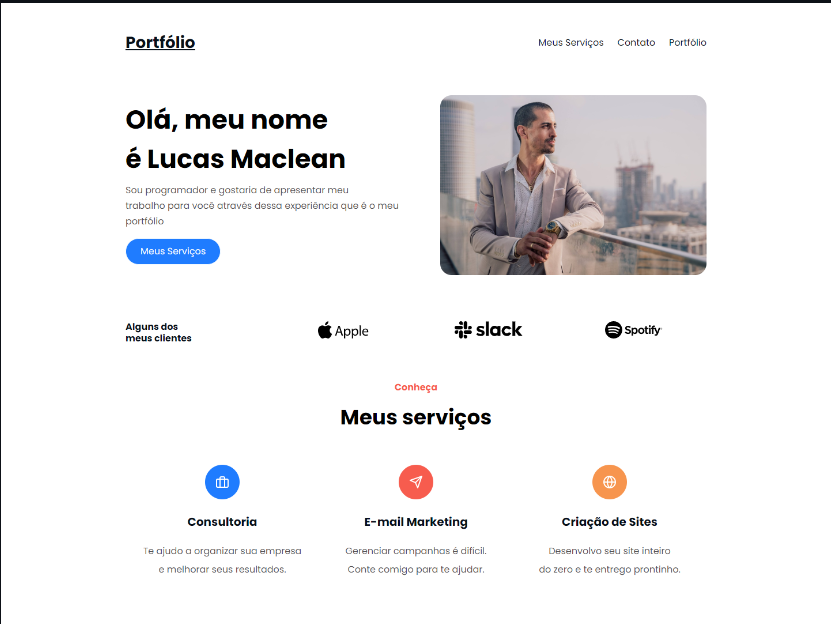 Portfólio
Meus Serviços Contato Portfólio
Olá, meu nome
é Lucas Maclean
Sou programador e gostaria de apresentar meu
trabalho para você através dessa experiência que é o meu
portfólio
Meus Serviços
Alguns dos
meus clientes
Apple
slack
Spotify
Conheça
Meus serviços
Consultoria
Te ajudo a organizar sua empresa
e melhorar seus resultados.
E-mail Marketing
Gerenciar campanhas é difícil.
Conte comigo para te ajudar.
Criação de Sites
Desenvolvo seu site inteiro
do zero e te entrego prontinho.